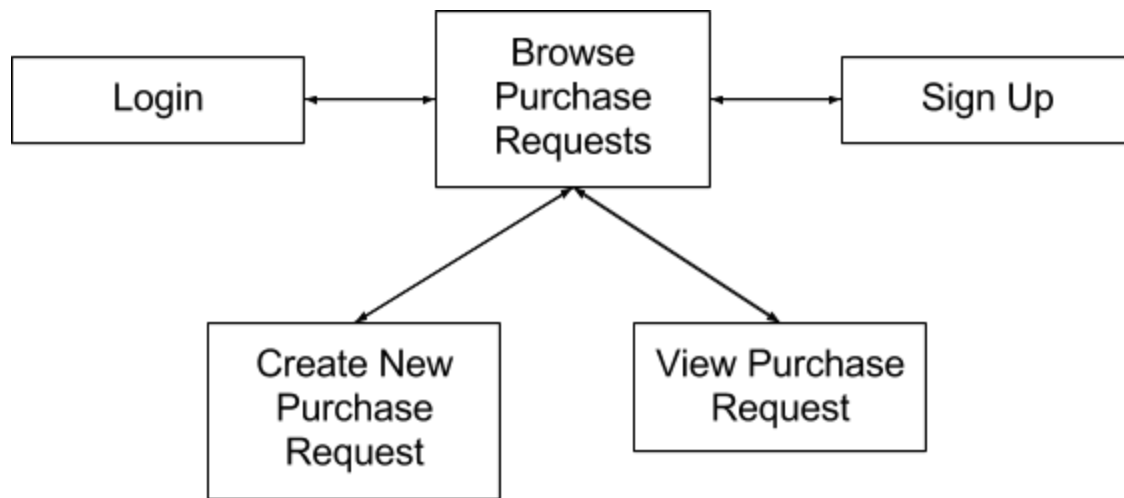 Login
Browse
Purchase
Requests
Sign Up
Create New
Purchase
Request
View Purchase
Request